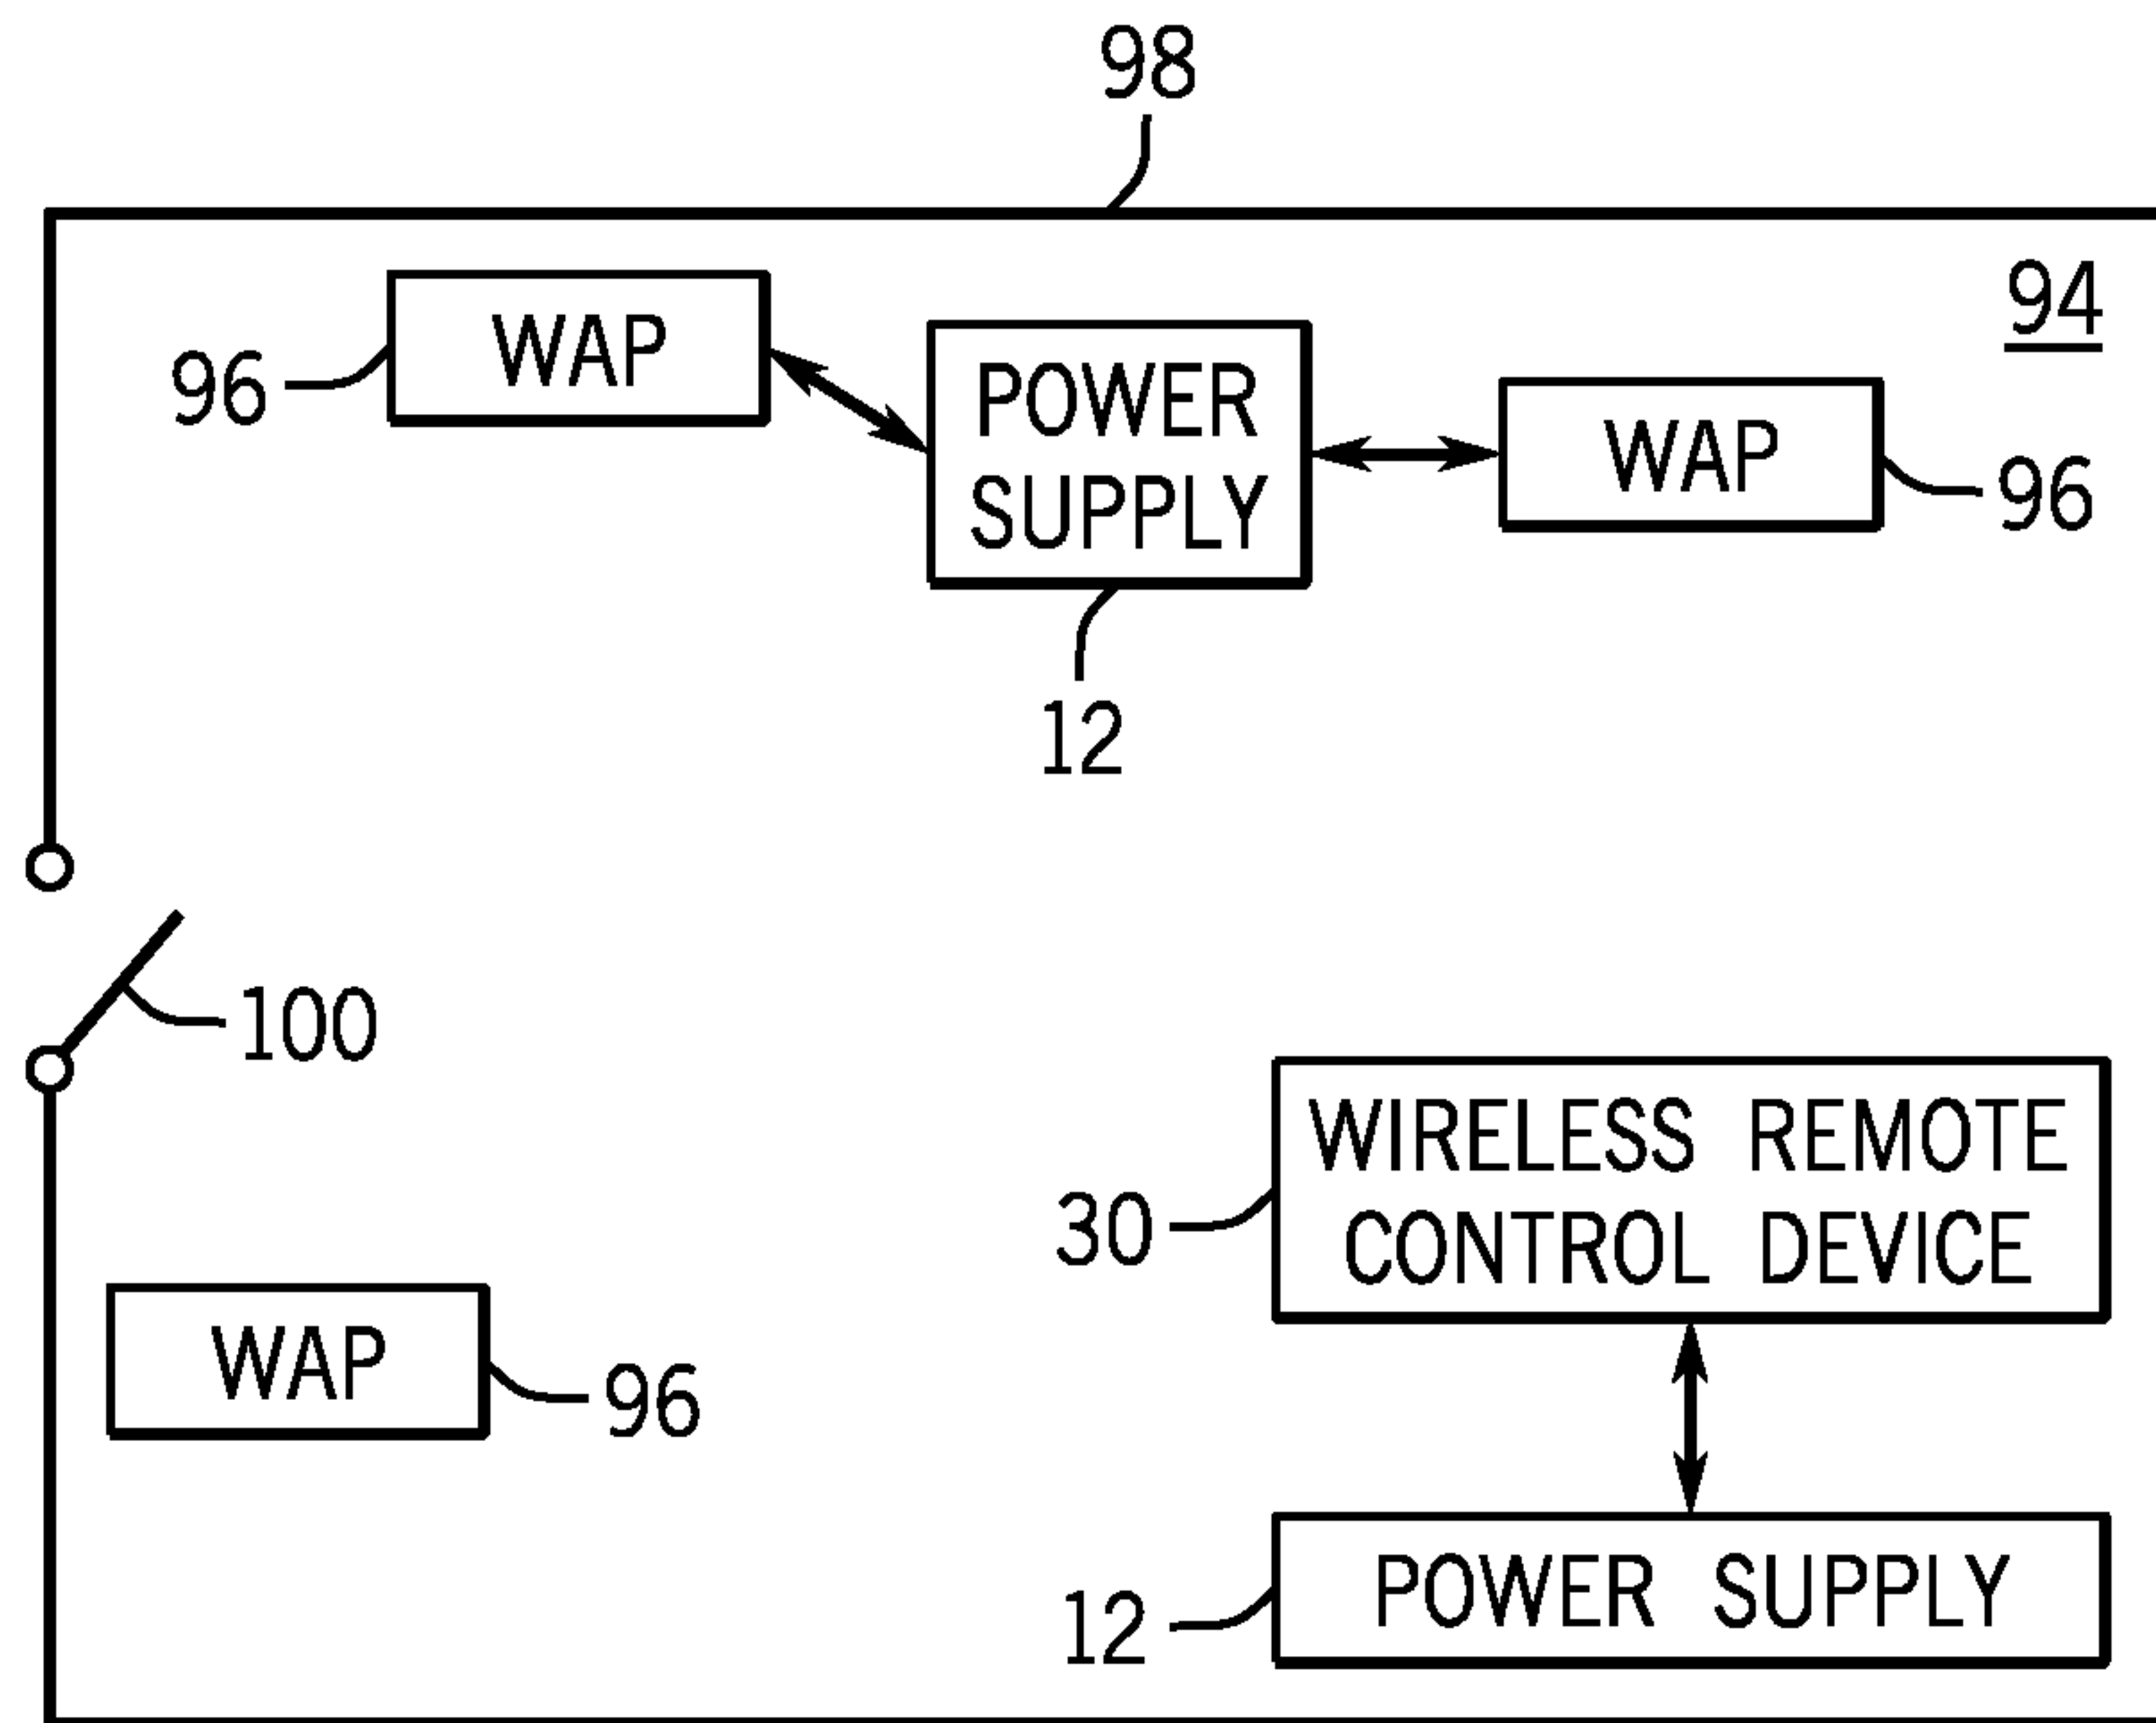 98
94
WAP
96
POWER
SUPPLY
12
WAP
96
100
WIRELESS REMOTE
CONTROL DEVICE
30
WAP
96
POWER SUPPLY
12